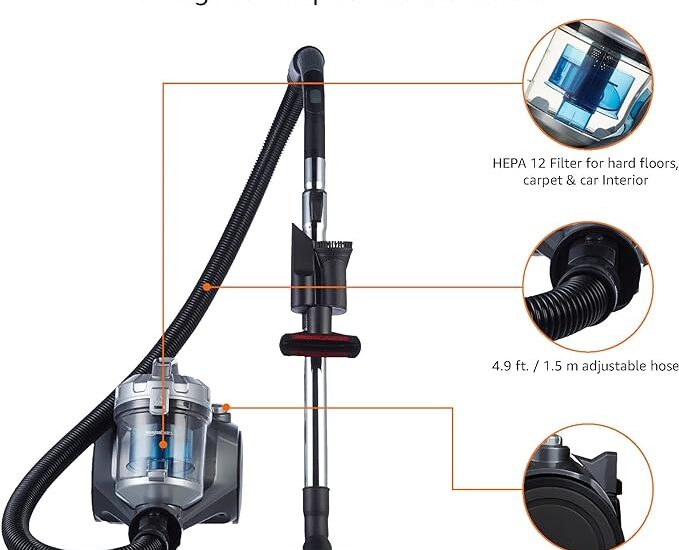 HEPA 12 Filter for hard floors,
carpet & car Interior
4.9 ft. / 1.5 m adjustable hose